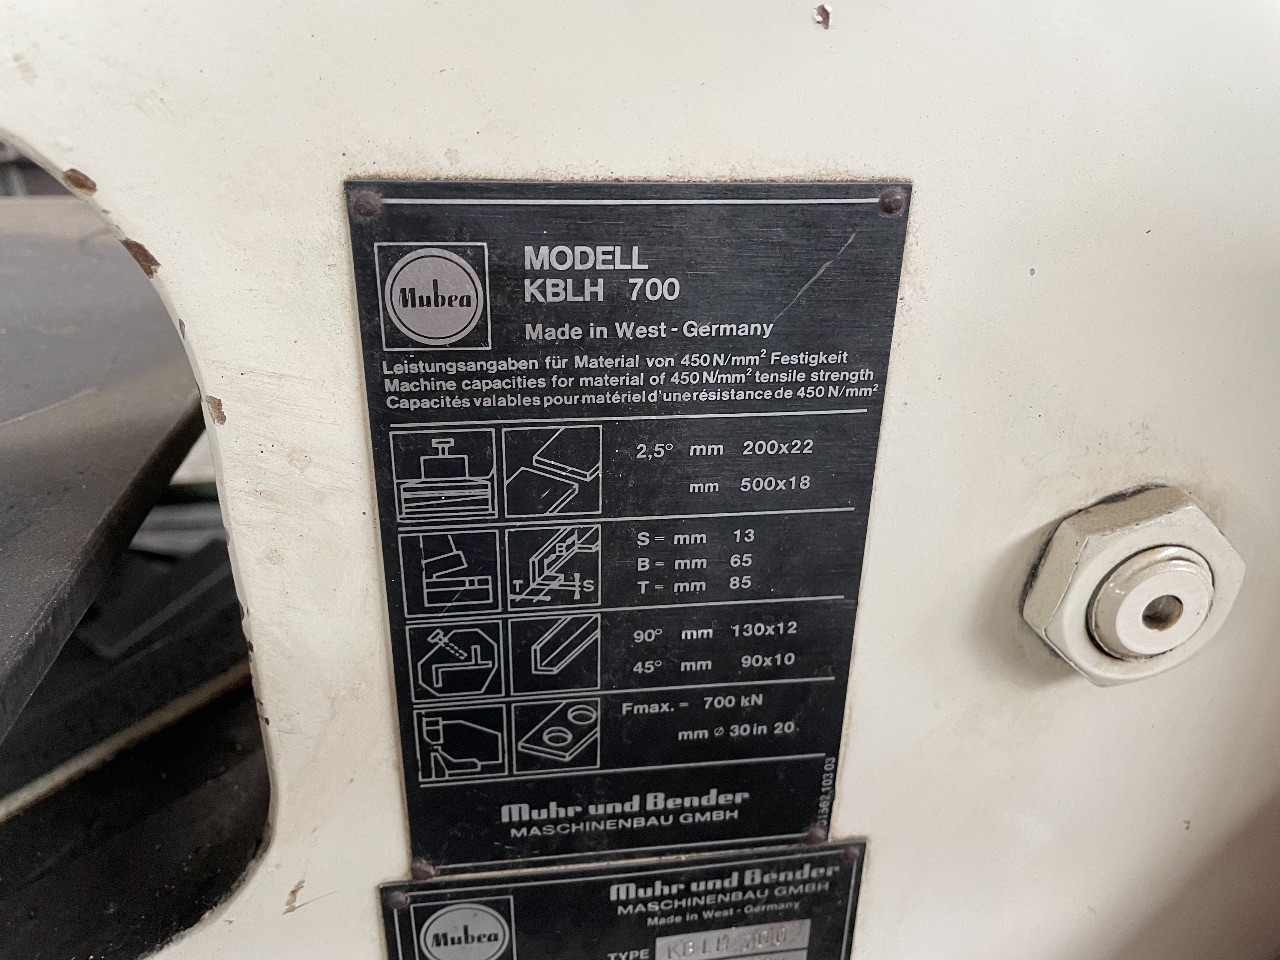 Mubea
MODELL
KBLH 700
Made in West-Germany
Leistungsangaben für Material von 450 N/mm² Festigkeit
Machine capacities for material of 450 N/mm² tensile strength
Capacités valables pour matériel d'une résistance de 450 N/mm²
2,5° mm 200x22
mm 500x18
S = mm 13
B = mm 65
T = mm 85
B
T
S
90° mm 130x12
45° mm 90x10
Fmax. = 700 kN
mm ⌀ 30 in 20.
Muhr und Bender
MASCHINENBAU GMBH
Muhr und Bender
MASCHINENBAU GMBH
Made in West-Germany
Mubea
TYPE KBLH 700